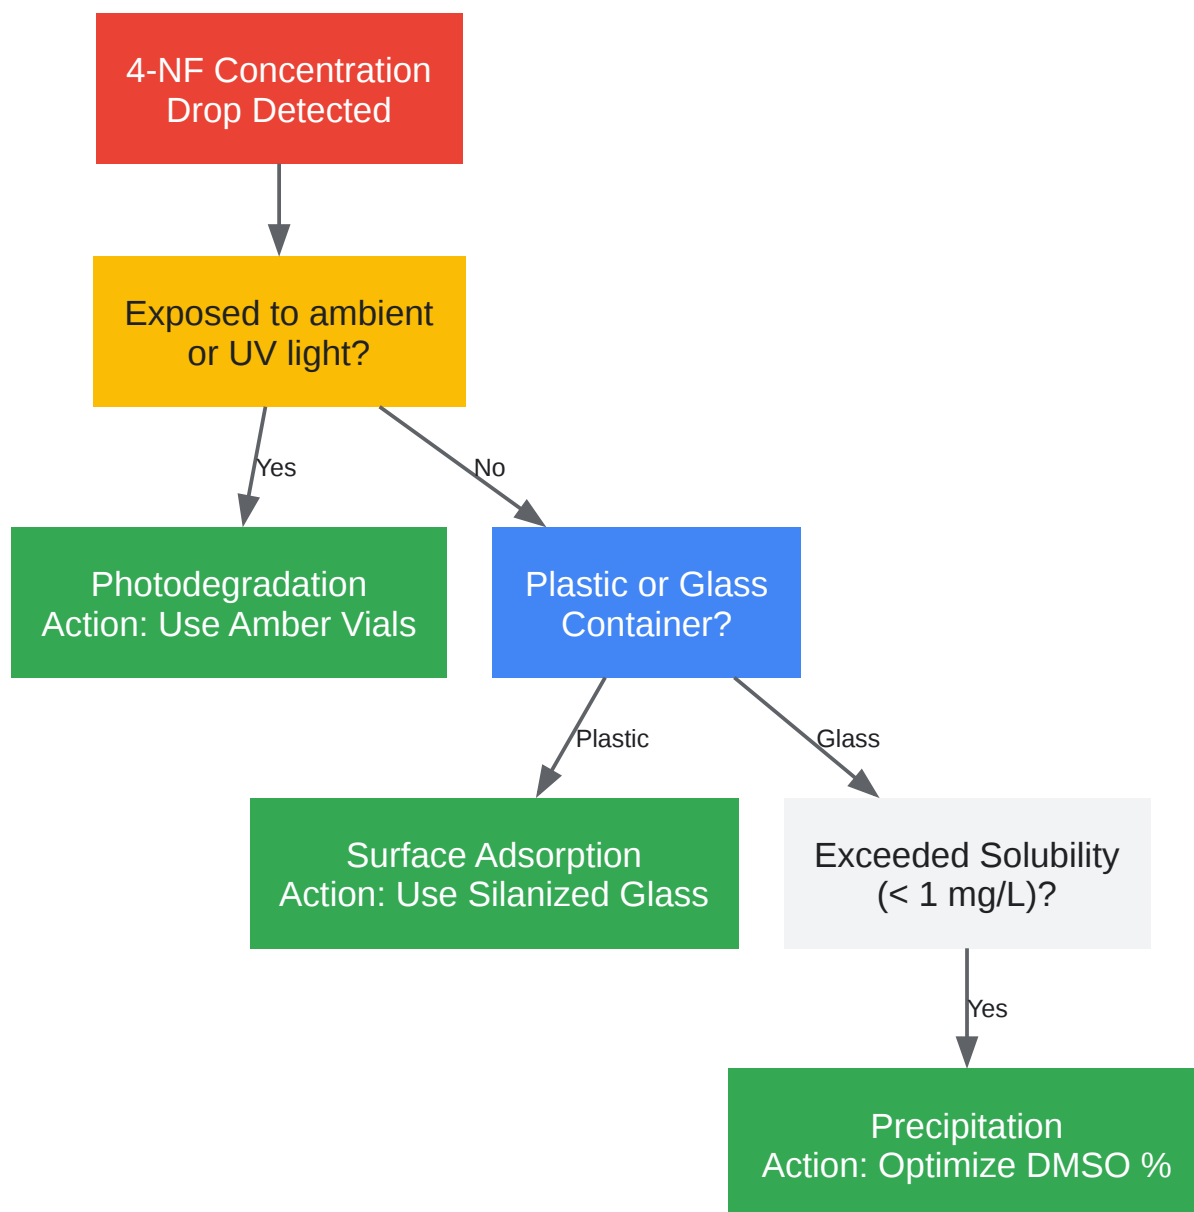 4-NF Concentration
Drop Detected
Exposed to ambient
or UV light?
Yes
No
Photodegradation
Action: Use Amber Vials
Plastic or Glass
Container?
Plastic
Glass
Surface Adsorption
Action: Use Silanized Glass
Exceeded Solubility
(< 1 mg/L)?
Yes
Precipitation
Action: Optimize DMSO %